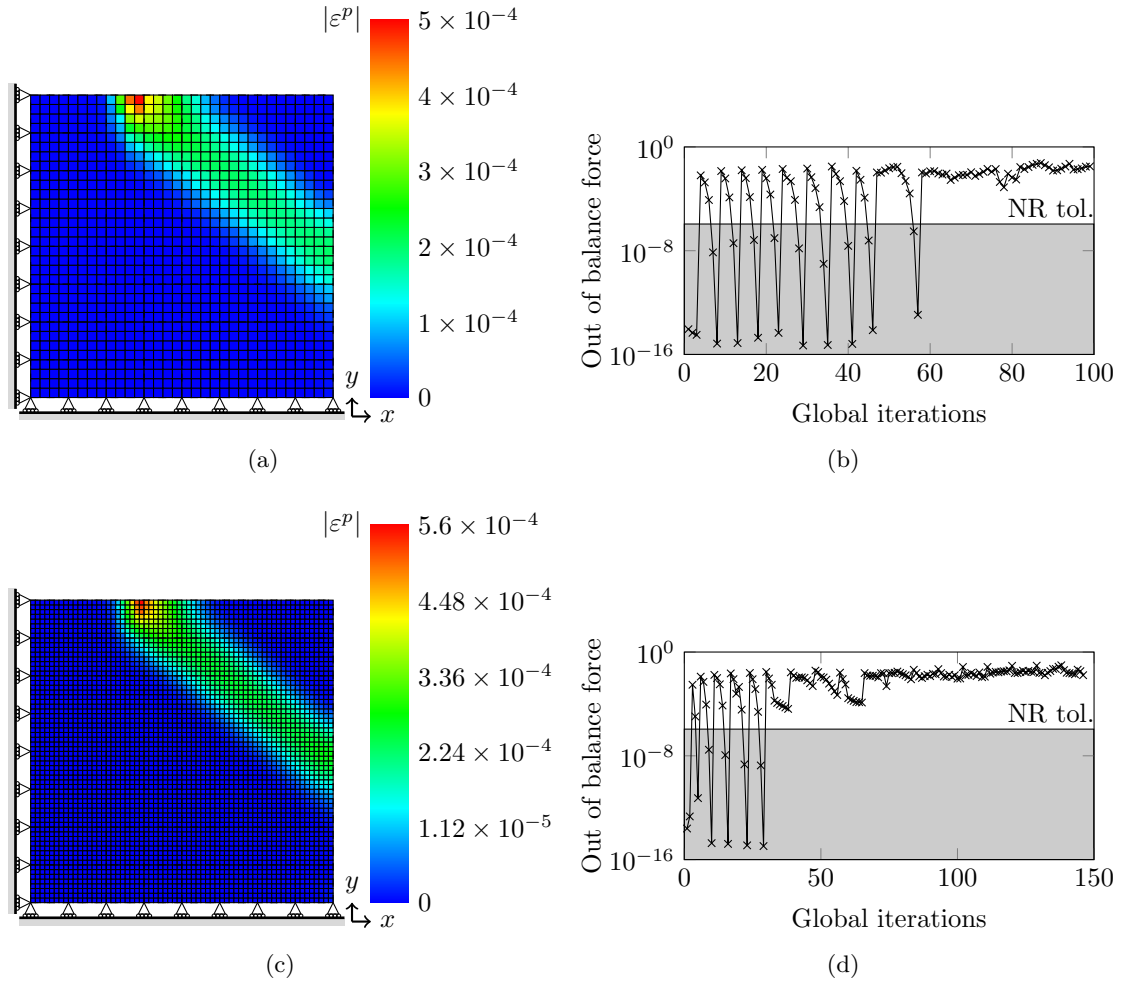 |ε^p|
5 × 10^−4
4 × 10^−4
3 × 10^−4
2 × 10^−4
1 × 10^−4
0
y
x
(a)
Out of balance force
10^0
10^−8
10^−16
NR tol.
0 20 40 60 80 100
Global iterations
(b)
|ε^p|
5.6 × 10^−4
4.48 × 10^−4
3.36 × 10^−4
2.24 × 10^−4
1.12 × 10^−5
0
y
x
(c)
Out of balance force
10^0
10^−8
10^−16
NR tol.
0 50 100 150
Global iterations
(d)